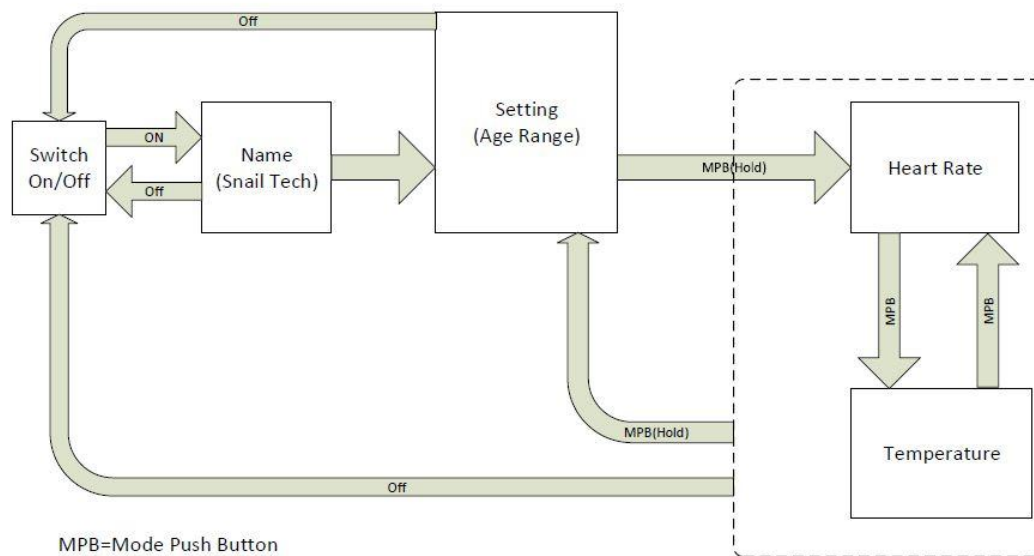 Off
Setting
(Age Range)
Switch
On/Off
ON
Off
Name
(Snail Tech)
MPB(Hold)
Heart Rate
MPB
MPB
MPB(Hold)
Temperature
Off
MPB=Mode Push Button